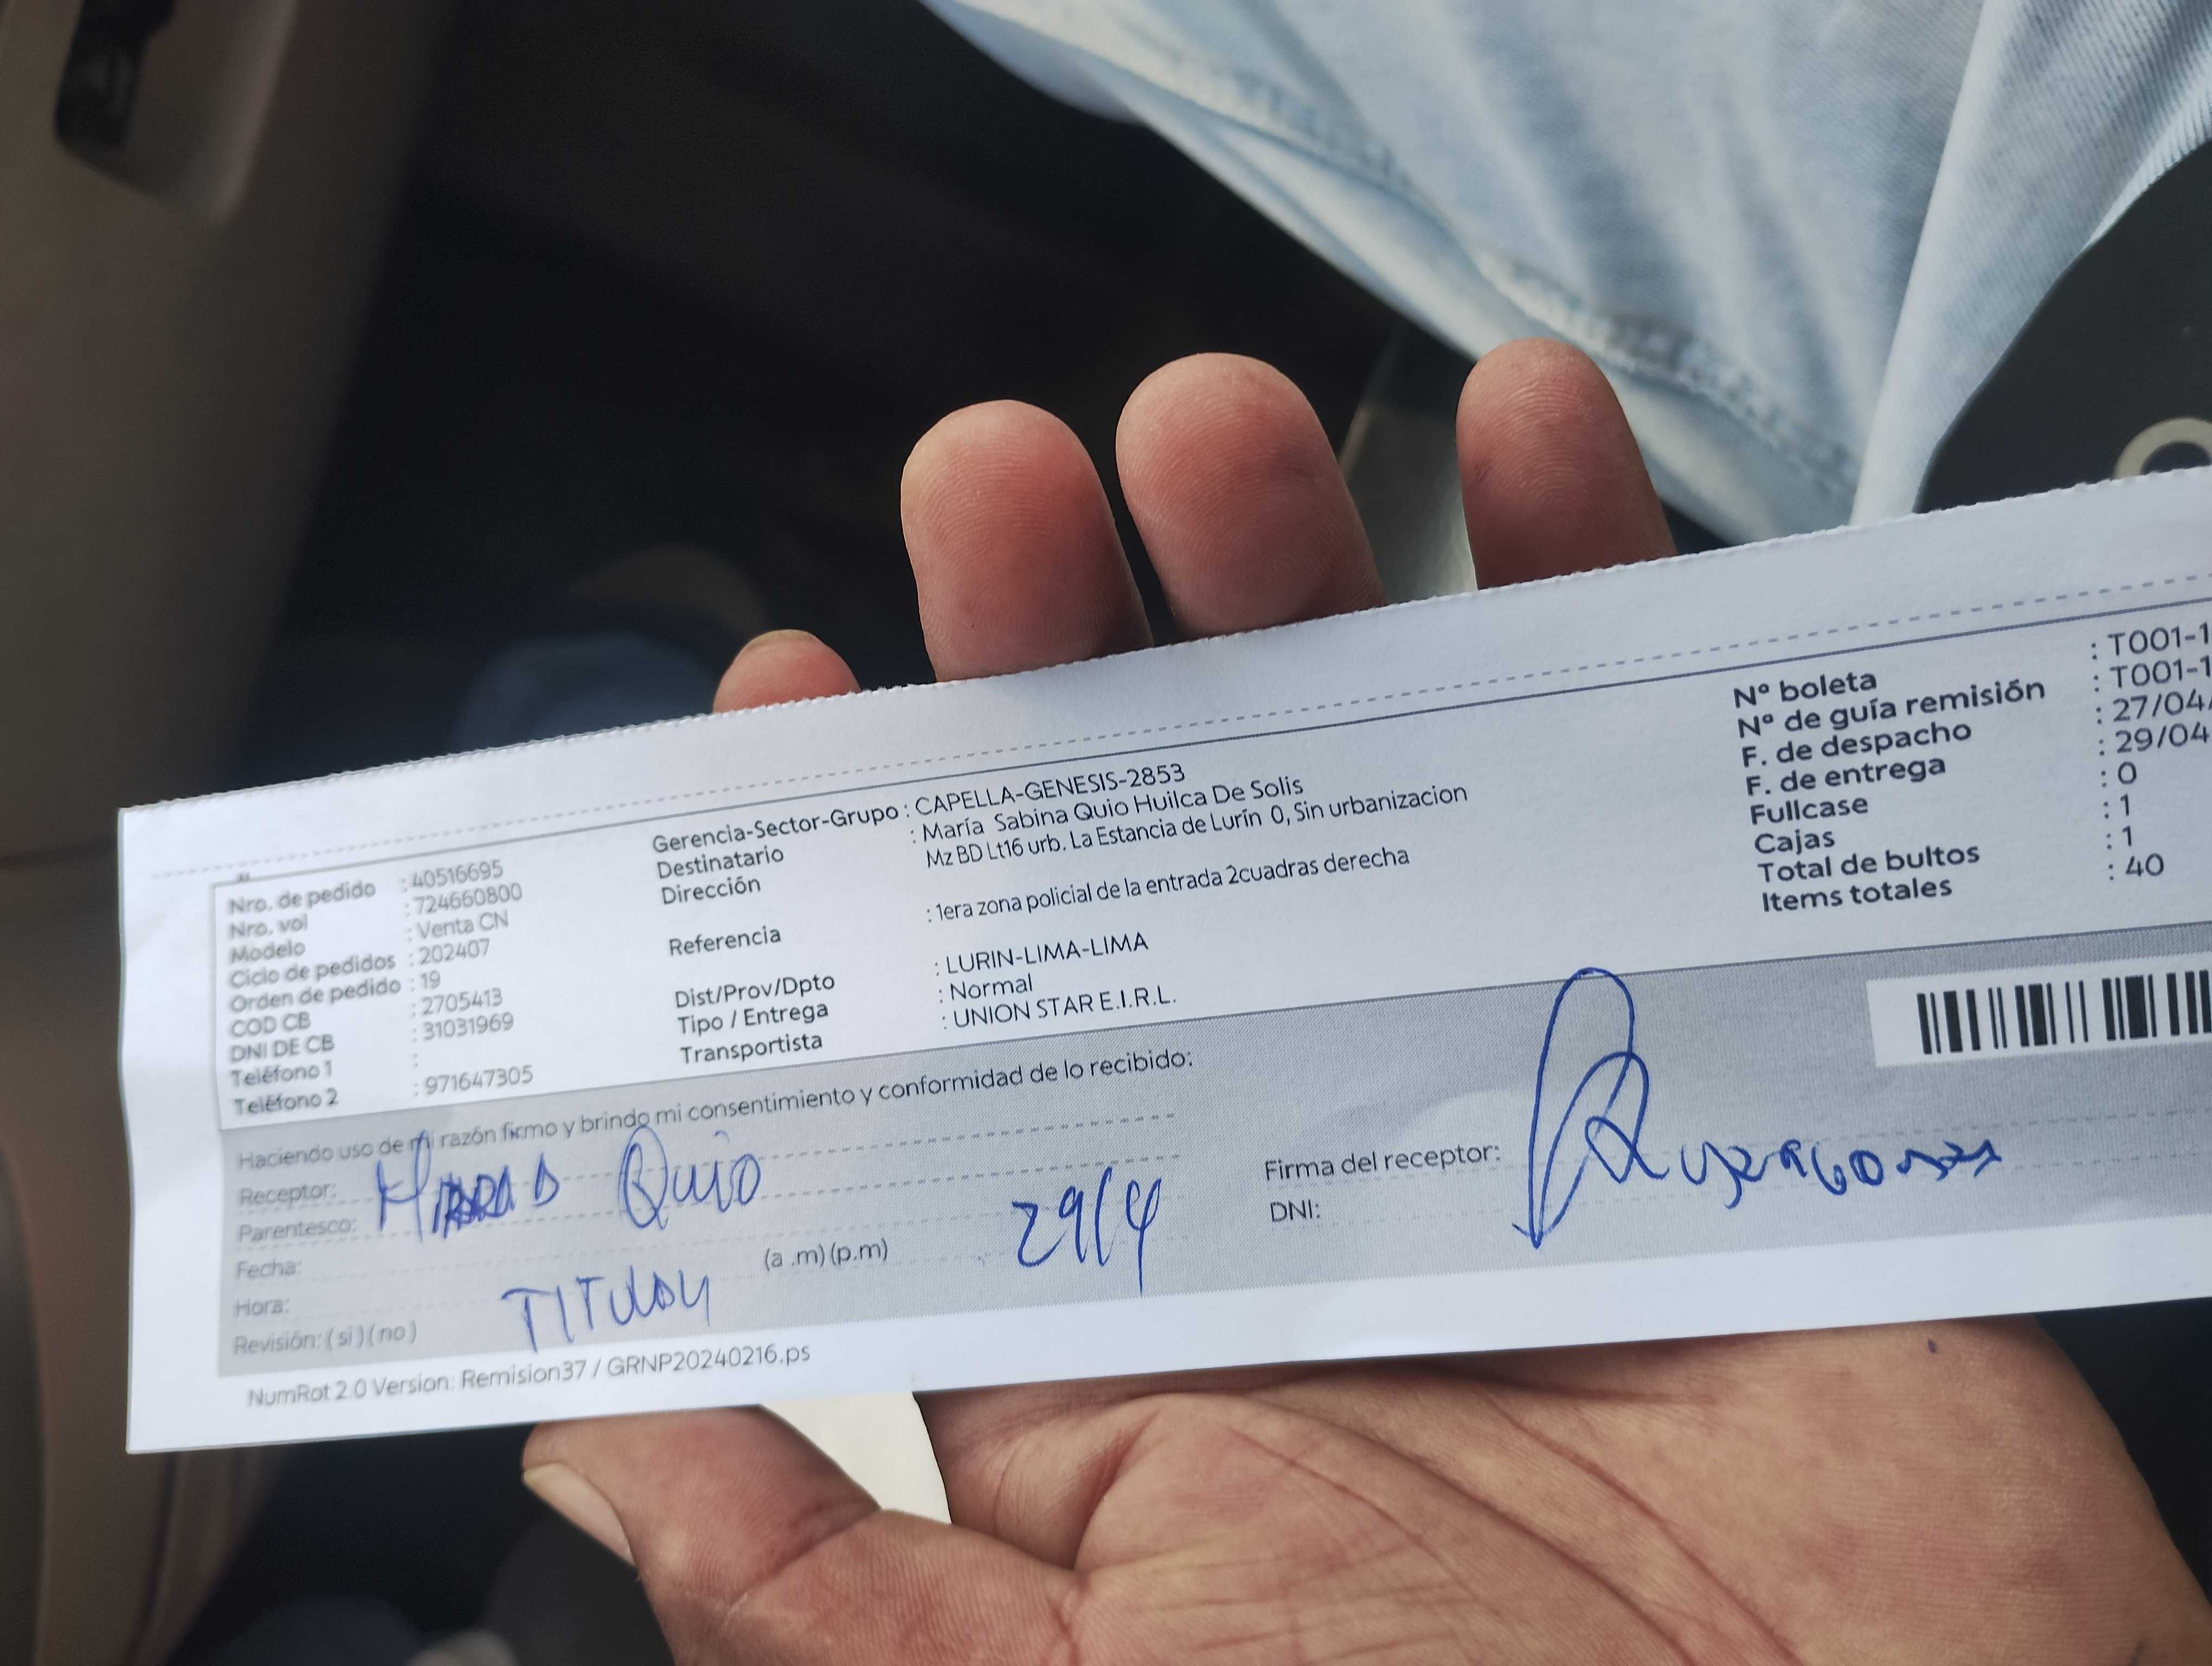 Nro. de pedido : 40516695
Nro. vol : 724660800
Modelo : Venta CN
Ciclo de pedidos : 202407
Orden de pedido : 19
COD CB : 2705413
DNI DE CB : 31031969
Teléfono 1 :
Teléfono 2 : 971647305
Gerencia-Sector-Grupo : CAPELLA-GENESIS-2853
Destinatario : María Sabina Quio Huilca De Solis
Dirección Mz BD Lt16 urb. La Estancia de Lurín 0, Sin urbanizacion
Referencia : 1era zona policial de la entrada 2cuadras derecha
Dist/Prov/Dpto : LURIN-LIMA-LIMA
Tipo / Entrega : Normal
Transportista : UNION STAR E.I.R.L.
Nº boleta : T001-1
Nº de guía remisión : T001-1
F. de despacho : 27/04/
F. de entrega : 29/04
Fullcase : 0
Cajas : 1
Total de bultos : 1
Items totales : 40
Haciendo uso de mi razón firmo y brindo mi consentimiento y conformidad de lo recibido:
Receptor: Quio
Parentesco:
Fecha: (a .m) (p.m) 29/4
Hora: TITULAR
Revisión: ( si ) ( no )
Firma del receptor:
DNI:
NumRot 2.0 Version: Remision37 / GRNP20240216.ps